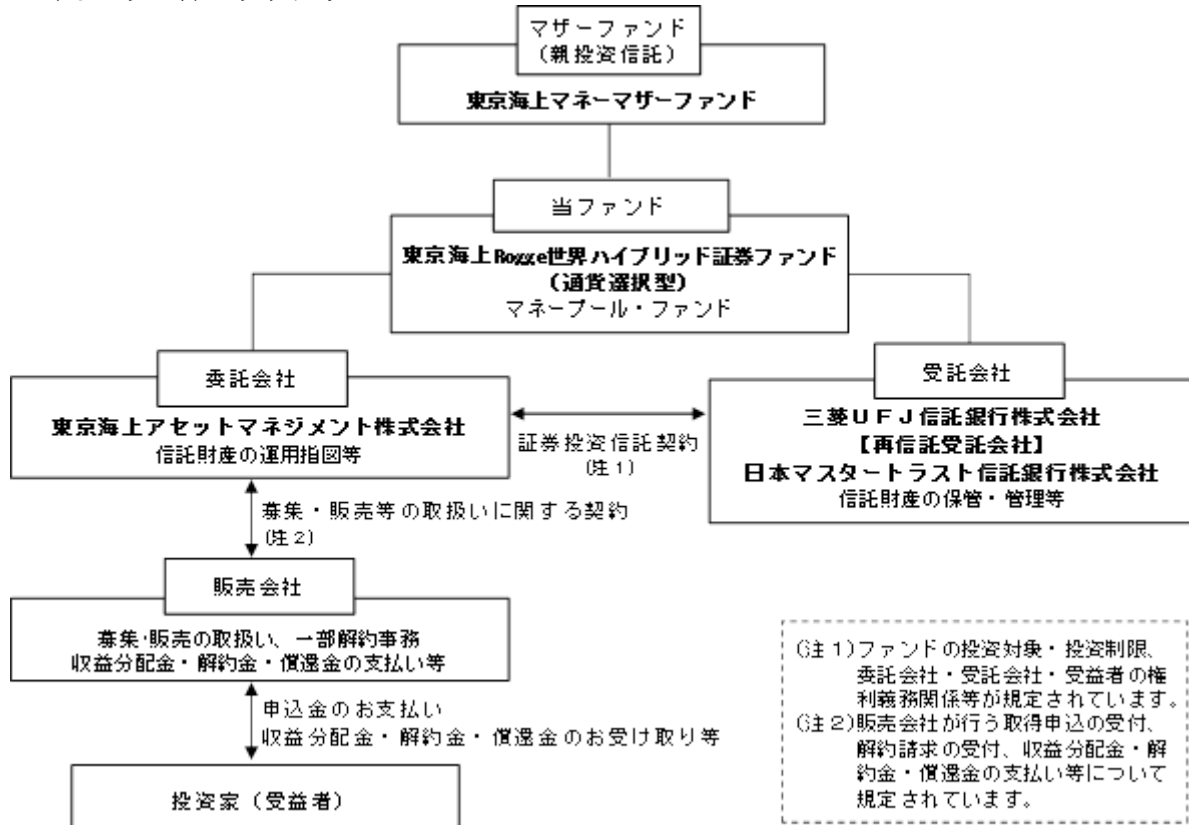 マザーファンド
(親投資信託)
東京海上マネーマザーファンド
当ファンド
東京海上Rogge世界ハイブリッド証券ファンド
(通貨選択型)
マネープール・ファンド
委託会社
東京海上アセットマネジメント株式会社
信託財産の運用指図等
証券投資信託契約
(注1)
受託会社
三菱UFJ信託銀行株式会社
【再信託受託会社】
日本マスタートラスト信託銀行株式会社
信託財産の保管・管理等
募集・販売等の取扱いに関する契約
(注2)
販売会社
募集・販売の取扱い、一部解約事務
収益分配金・解約金・償還金の支払い等
申込金のお支払い
収益分配金・解約金・償還金のお受け取り等
投資家(受益者)
(注1)ファンドの投資対象・投資制限、
委託会社・受託会社・受益者の権
利義務関係等が規定されています。
(注2)販売会社が行う取得申込の受付、
解約請求の受付、収益分配金・解
約金・償還金の支払い等について
規定されています。